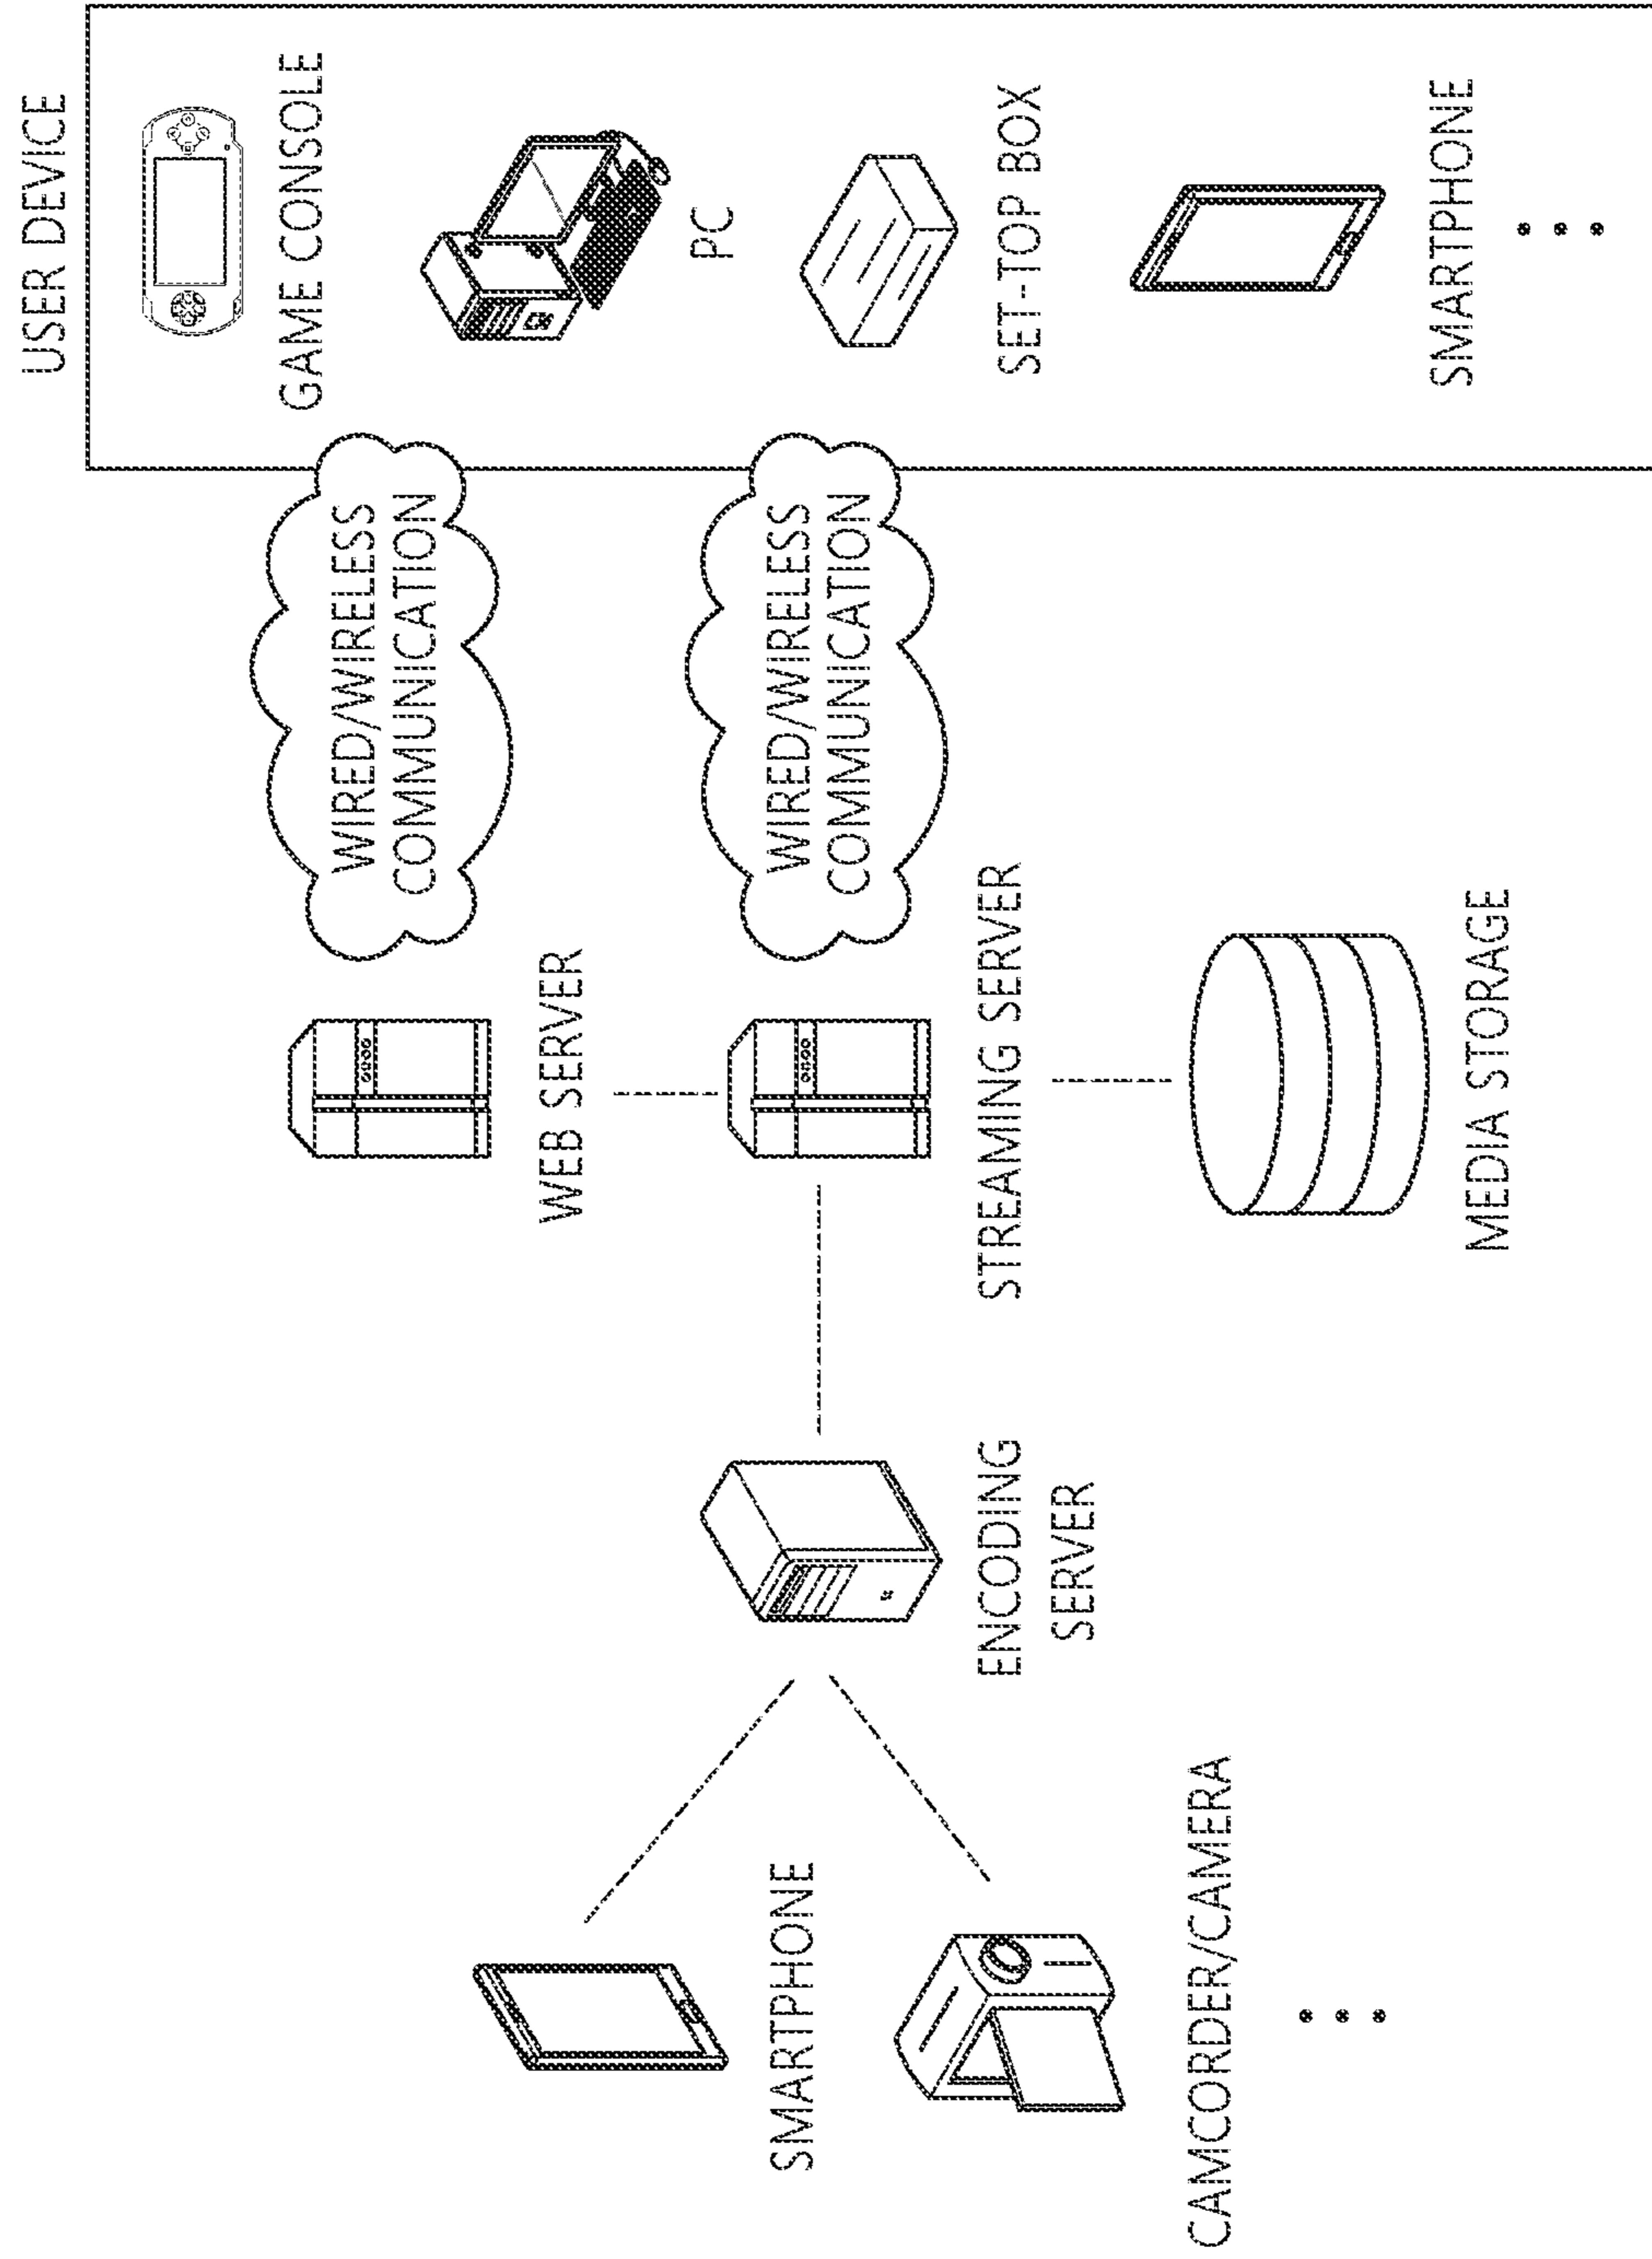 USER DEVICE
GAME CONSOLE
PC
SET-TOP BOX
SMARTPHONE
WIRED/WIRELESS
COMMUNICATION
WIRED/WIRELESS
COMMUNICATION
WEB SERVER
STREAMING SERVER
MEDIA STORAGE
ENCODING
SERVER
SMARTPHONE
CAMCORDER/CAMERA